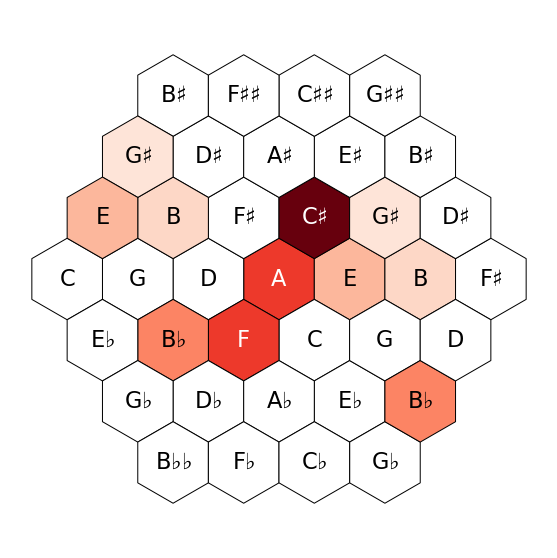 B♯ F♯♯ C♯♯ G♯♯
G♯ D♯ A♯ E♯ B♯
E B F♯ C♯ G♯ D♯
C G D A E B F♯
E♭ B♭ F C G D
G♭ D♭ A♭ E♭ B♭
B♭♭ F♭ C♭ G♭